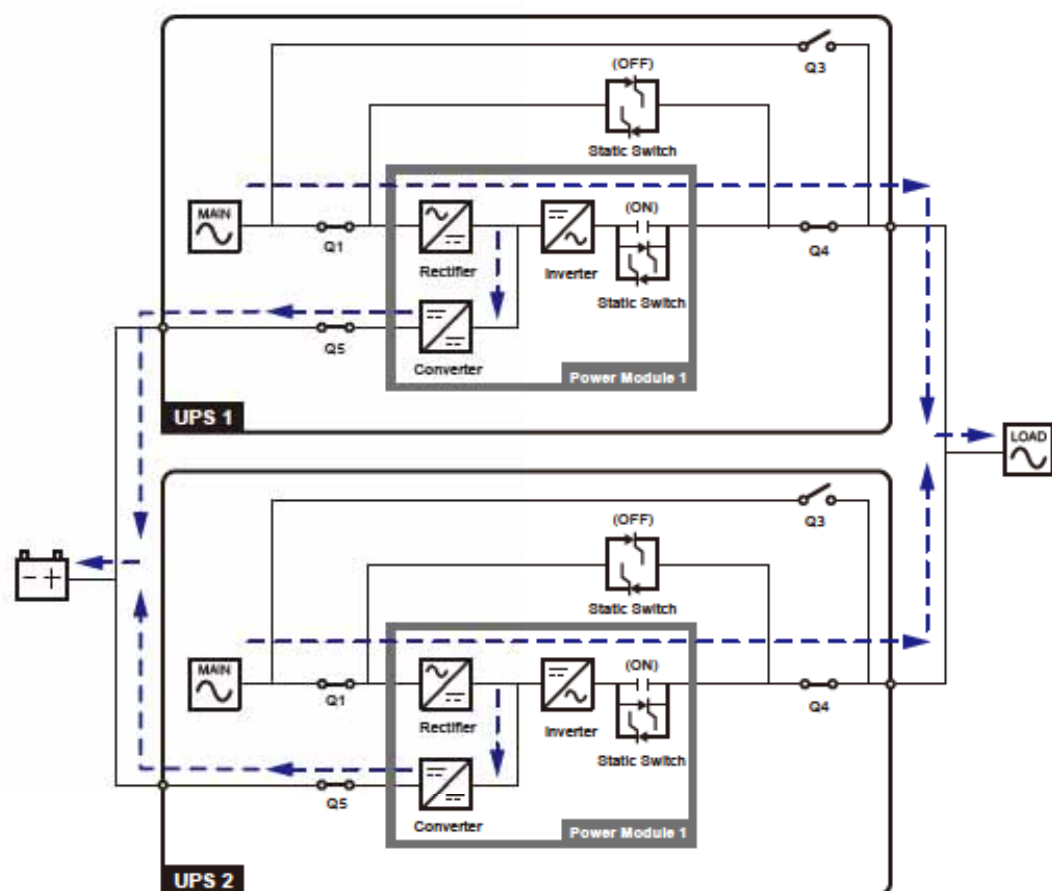 (OFF)
Q3
Static Switch
MAIN
(ON)
Q1
Q4
Rectifier
Inverter
Static Switch
Q5
Converter
Power Module 1
UPS 1
LOAD
Q3
(OFF)
Static Switch
MAIN
(ON)
Q1
Q4
Rectifier
Inverter
Static Switch
Q5
Converter
Power Module 1
UPS 2